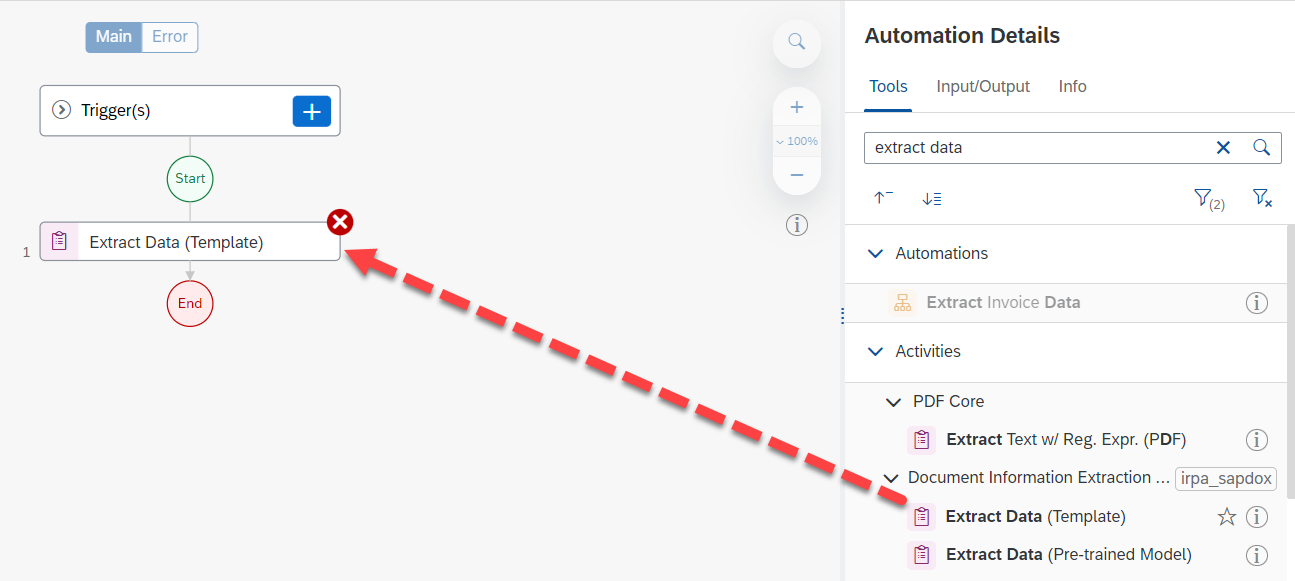 Main Error
Trigger(s)
Start
1 Extract Data (Template)
End
100%
Automation Details
Tools Input/Output Info
extract data
(2)
Automations
Extract Invoice Data
Activities
PDF Core
Extract Text w/ Reg. Expr. (PDF)
Document Information Extraction ... irpa_sapdox
Extract Data (Template)
Extract Data (Pre-trained Model)